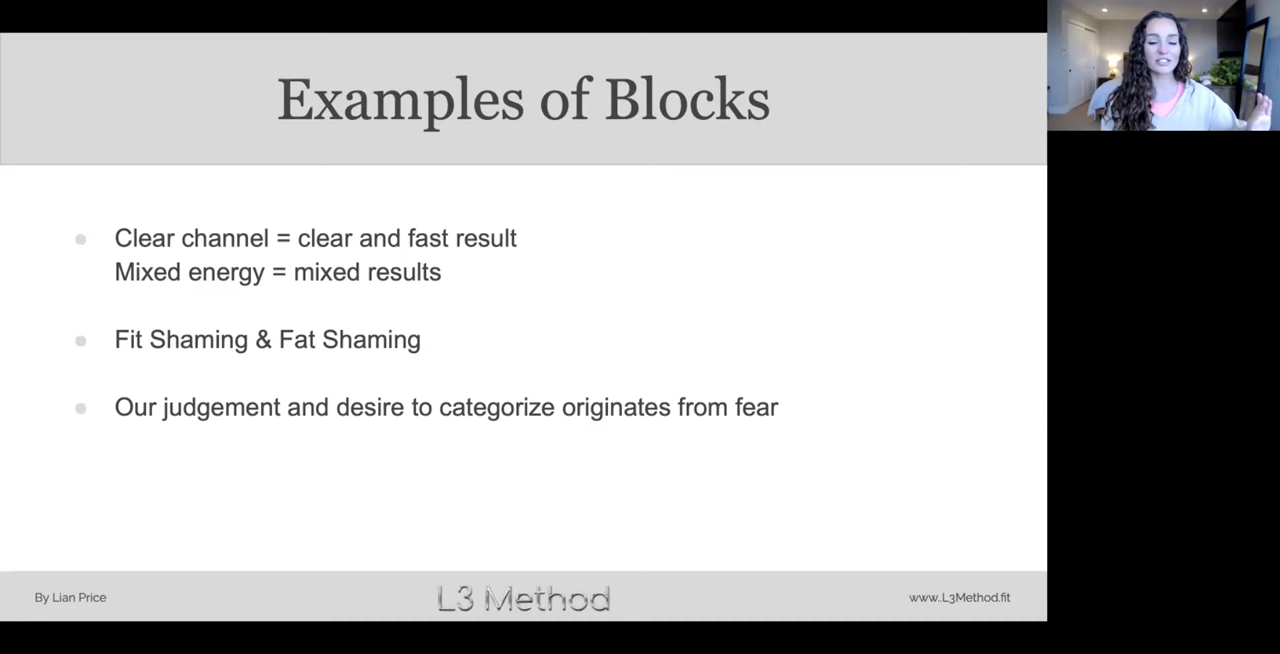 Examples of Blocks
Clear channel = clear and fast result
Mixed energy = mixed results
Fit Shaming & Fat Shaming
Our judgement and desire to categorize originates from fear
By Lian Price
L3 Method
www..L3Method.fit